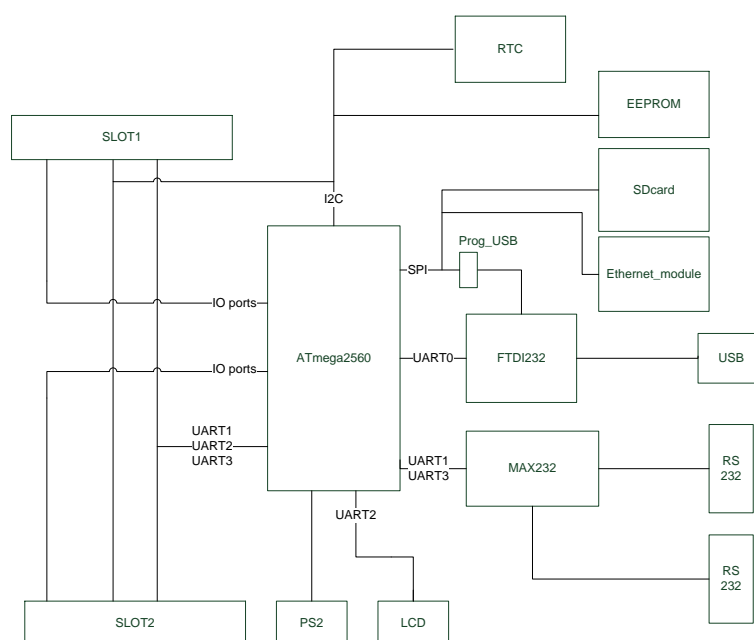 RTC
EEPROM
SLOT1
SDcard
I2C
Prog_USB
SPI
Ethernet_module
IO ports
ATmega2560
UART0
FTDI232
USB
IO ports
UART1
UART2
UART3
UART1
UART3
MAX232
RS
232
UART2
RS
232
SLOT2
PS2
LCD